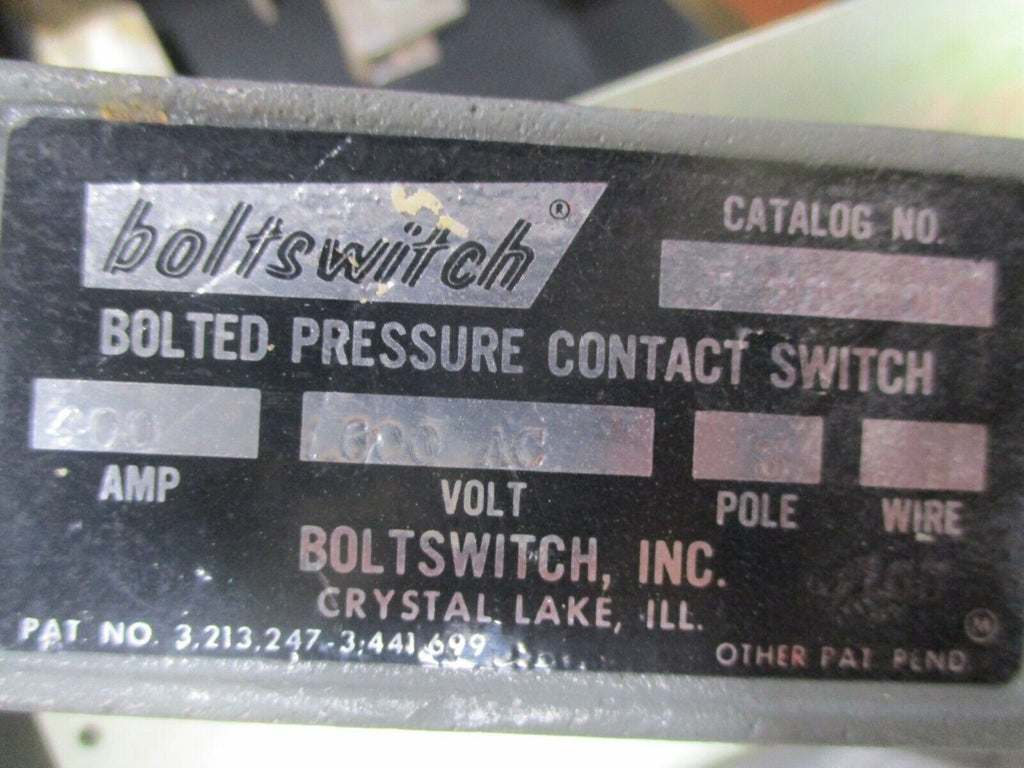 boltswitch ®
CATALOG NO.
BOLTED PRESSURE CONTACT SWITCH
600 AC
3
AMP
VOLT
POLE
WIRE
BOLTSWITCH, INC.
CRYSTAL LAKE, ILL.
PAT. NO. 3,213,247-3,441,699
OTHER PAT PEND
M